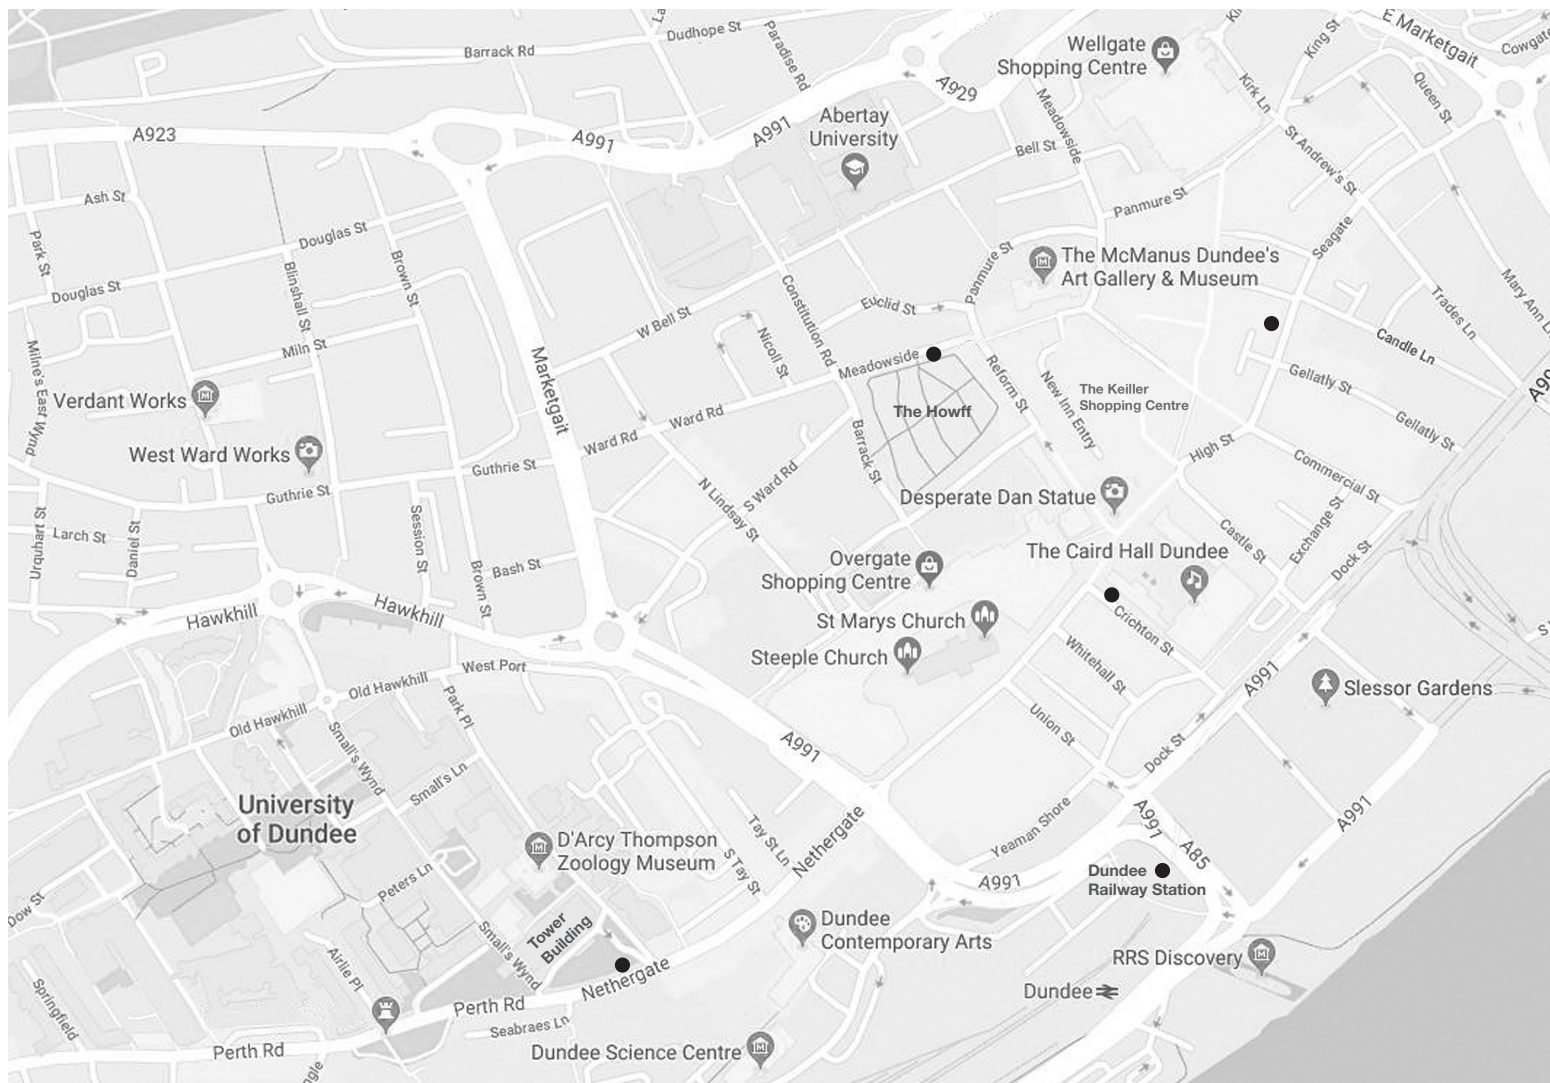 Dudhope St
Paradise Rd
Barrack Rd
Wellgate
Shopping Centre
King St
E Marketgait
Cowgate
A929
Kirk Ln
Queen St
Meadowside
Abertay
University
A923
A991
A991
Bell St
St Andrew's St
Ash St
Panmure St
Park St
Douglas St
Seagate
Brown St
The McManus Dundee's
Art Gallery & Museum
Panmure St
Blinshall St
Douglas St
Constitution Rd
Euclid St
Mary Ann Ln
Trades Ln
W Bell St
Milne's East Wynd
Miln St
Nicoll St
Meadowside
Candle Ln
Marketgait
Reform St
New Inn Entry
Gellatly St
Verdant Works
The Keiller
Shopping Centre
The Howff
Ward Rd
Ward Rd
Gellatly St
West Ward Works
Guthrie St
Barrack St
High St
Commercial St
Guthrie St
N Lindsay St
S Ward Rd
Desperate Dan Statue
Urquhart St
Larch St
Daniel St
Session St
Castle St
Exchange St
Dock St
Bash St
Brown St
Overgate
Shopping Centre
The Caird Hall Dundee
Hawkhill
Hawkhill
St Marys Church
Crichton St
Steeple Church
Whitehall St
West Port
Old Hawkhill
A991
Slessor Gardens
Old Hawkhill
Park Pl
Union St
Small's Wynd
A991
Dock St
Small's Ln
University
of Dundee
A991
Yeaman Shore
A991
D'Arcy Thompson
Zoology Museum
S Tay St
Tay St Ln
Nethergate
A85
Peters Ln
A991
Dundee
Railway Station
Dow St
Tower
Building
Dundee
Contemporary Arts
Small's Wynd
Airlie Pl
RRS Discovery
Nethergate
Dundee
Springfield
Perth Rd
Seabraes Ln
Perth Rd
Dundee Science Centre